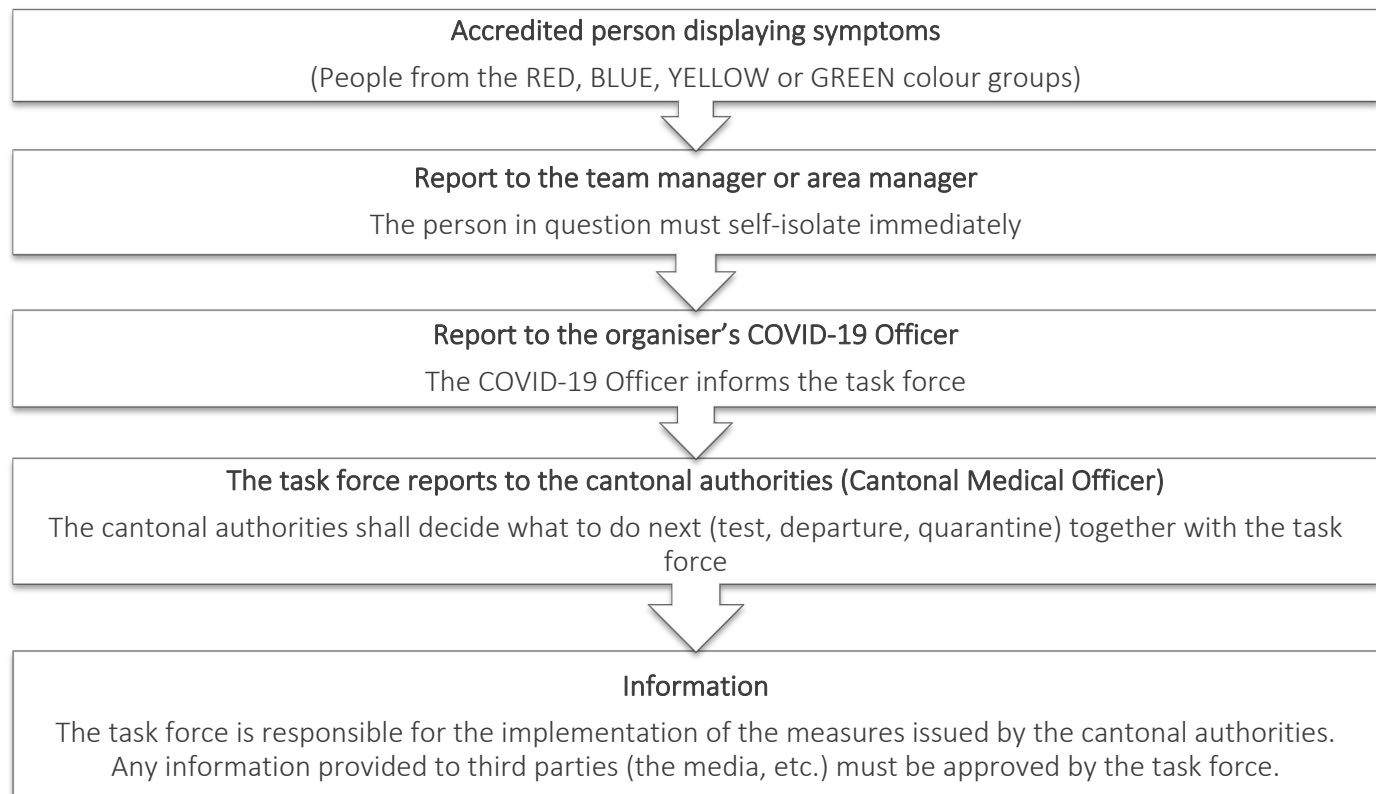 Accredited person displaying symptoms
(People from the RED, BLUE, YELLOW or GREEN colour groups)
Report to the team manager or area manager
The person in question must self-isolate immediately
Report to the organiser’s COVID-19 Officer
The COVID-19 Officer informs the task force
The task force reports to the cantonal authorities (Cantonal Medical Officer)
The cantonal authorities shall decide what to do next (test, departure, quarantine) together with the task
force
Information
The task force is responsible for the implementation of the measures issued by the cantonal authorities.
Any information provided to third parties (the media, etc.) must be approved by the task force.